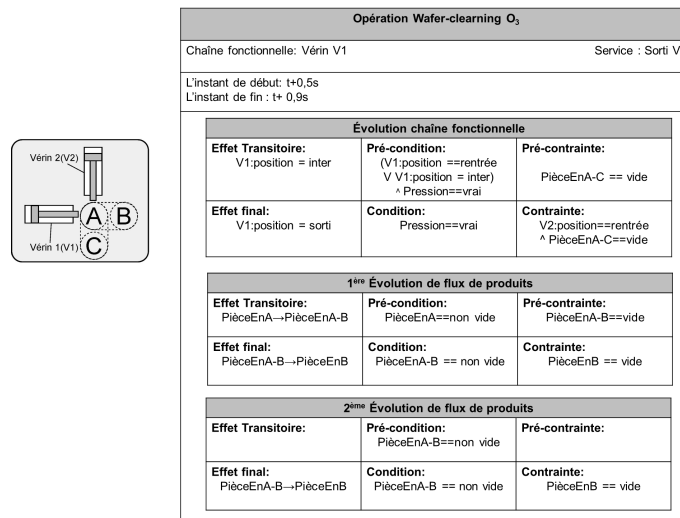 Opération Wafer-clearning O₃
Chaîne fonctionnelle: Vérin V1 Service : Sorti V
L'instant de début: t+0,5s
L'instant de fin : t+ 0,9s
Évolution chaîne fonctionnelle
Effet Transitoire:
V1:position = inter
Pré-condition:
(V1:position ==rentrée
V V1:position = inter)
^ Pression==vrai
Pré-contrainte:
PièceEnA-C == vide
Effet final:
V1:position = sorti
Condition:
Pression==vrai
Contrainte:
V2:position==rentrée
^ PièceEnA-C==vide
1ère Évolution de flux de produits
Effet Transitoire:
PièceEnA→PièceEnA-B
Pré-condition:
PièceEnA==non vide
Pré-contrainte:
PièceEnA-B==vide
Effet final:
PièceEnA-B→PièceEnB
Condition:
PièceEnA-B == non vide
Contrainte:
PièceEnB == vide
2ème Évolution de flux de produits
Effet Transitoire:
Pré-condition:
PièceEnA-B==non vide
Pré-contrainte:
Effet final:
PièceEnA-B→PièceEnB
Condition:
PièceEnA-B == non vide
Contrainte:
PièceEnB == vide
Vérin 2(V2)
A B
Vérin 1(V1)
C